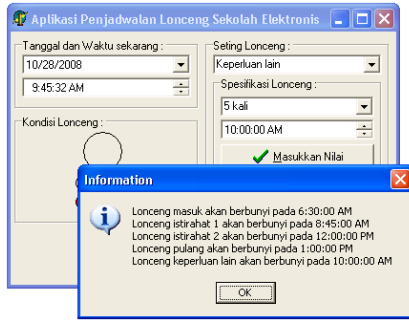 Aplikasi Penjadwalan Lonceng Sekolah Elektronis
Tanggal dan Waktu sekarang :
10/28/2008
9:45:32 AM
Kondisi Lonceng :
Seting Lonceng :
Keperluan lain
Spesifikasi Lonceng :
5 kali
10:00:00 AM
Masukkan Nilai
Information
Lonceng masuk akan berbunyi pada 6:30:00 AM
Lonceng istirahat 1 akan berbunyi pada 8:45:00 AM
Lonceng istirahat 2 akan berbunyi pada 12:00:00 PM
Lonceng pulang akan berbunyi pada 1:00:00 PM
Lonceng keperluan lain akan berbunyi pada 10:00:00 AM
OK